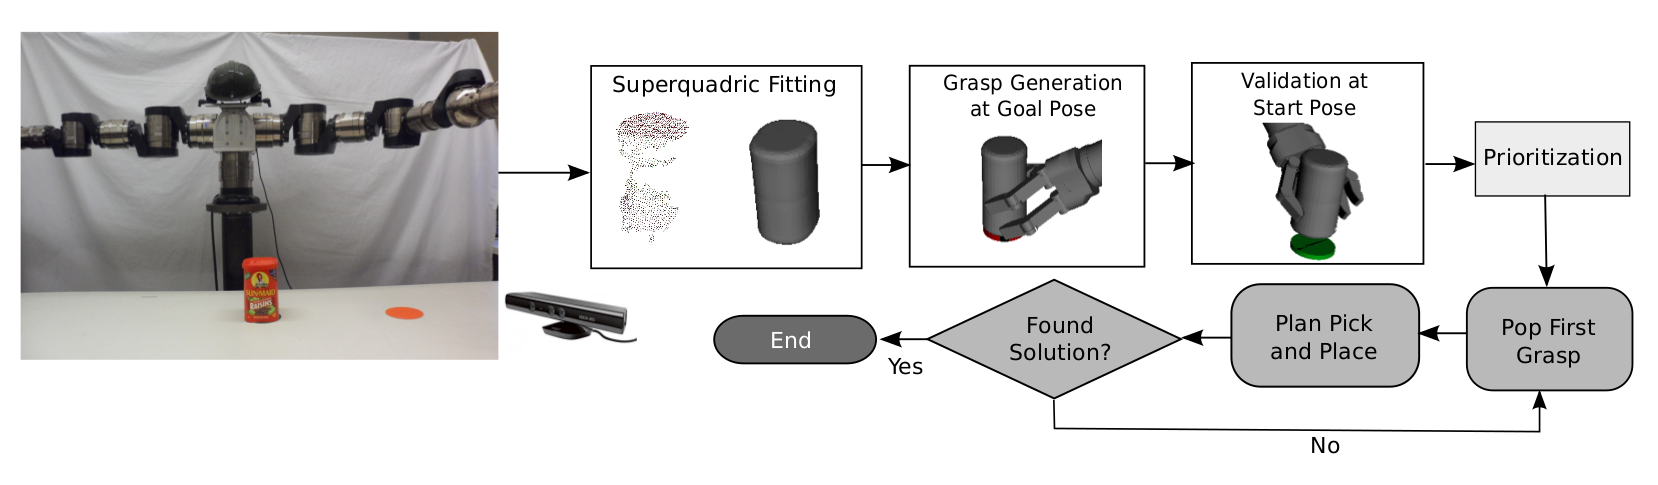 Superquadric Fitting
Grasp Generation
at Goal Pose
Validation at
Start Pose
Prioritization
SUN-MAID
RAISINS
End
Yes
Found
Solution?
Plan Pick
and Place
Pop First
Grasp
No